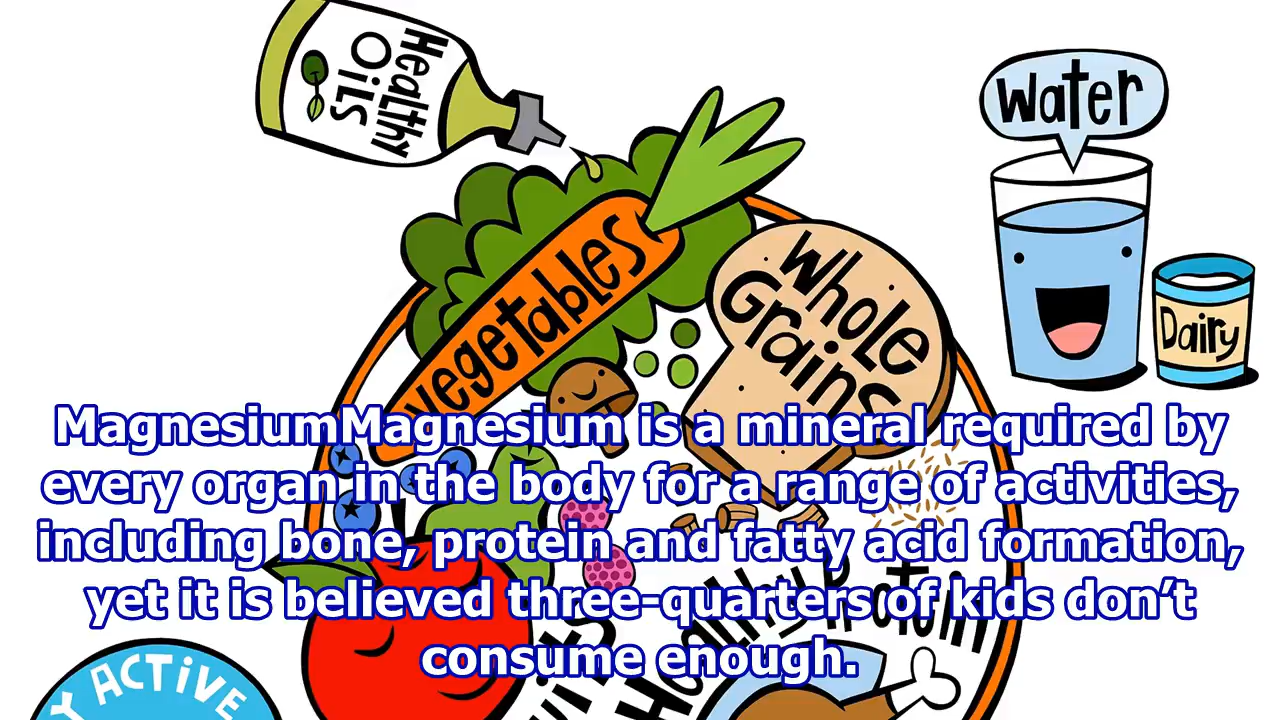 Healthy
Oils
Water
Vegetables
Whole
Grains
Dairy
MagnesiumMagnesium is a mineral required by
every organ in the body for a range of activities,
including bone, protein and fatty acid formation,
yet it is believed three-quarters of kids don’t
consume enough.
Healthy Protein
ACTIVE